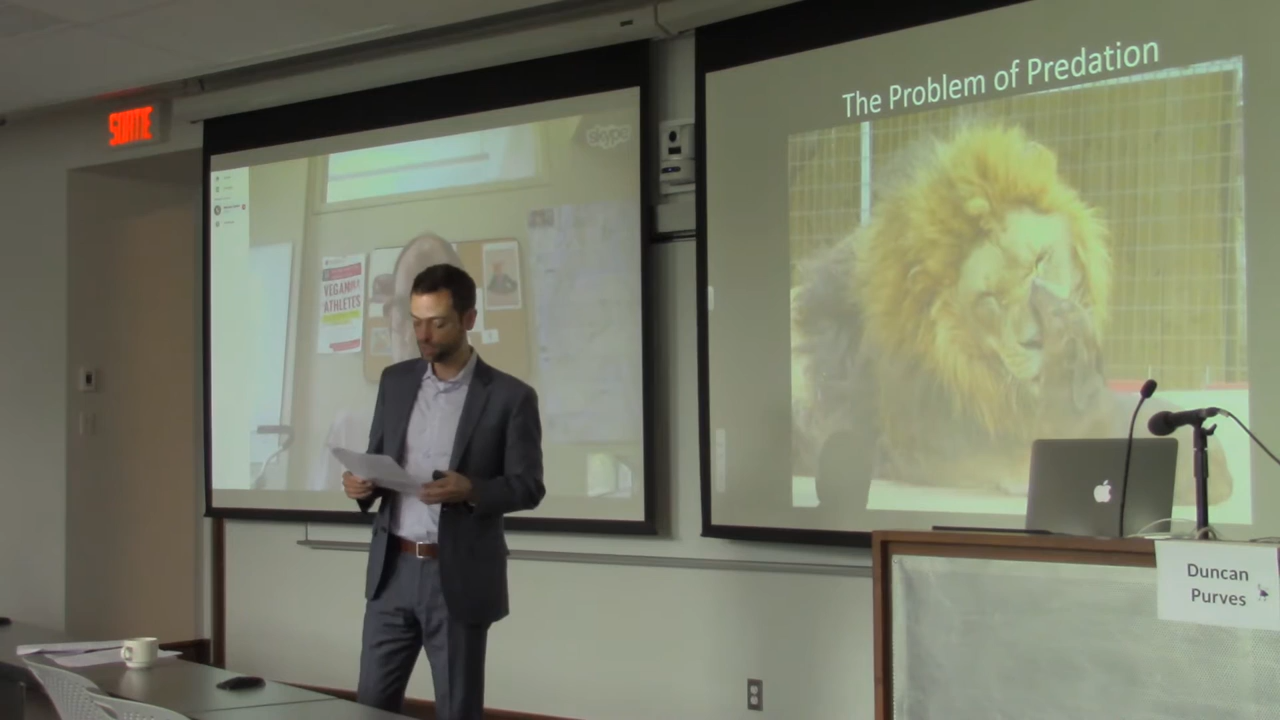 SORTIE
skype
VEGAN
ATHLETES
The Problem of Predation
Duncan
Purves